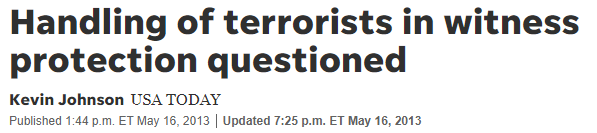 Handling of terrorists in witness
protection questioned
Kevin Johnson USA TODAY
Published 1:44 p.m. ET May 16, 2013 | Updated 7:25 p.m. ET May 16, 2013